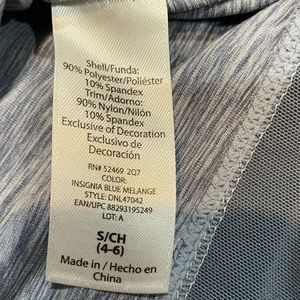 Shell/Funda:
90% Polyester/Poliéster
10% Spandex
Trim/Adorno:
90% Nylon/Nilón
10% Spandex
Exclusive of Decoration
Exclusivo de
Decoración
RN# 52469 2Q7
COLOR:
INSIGNIA BLUE MELANGE
STYLE: DNL47042
EAN/UPC 88293195249
LOT: A
S/CH
(4-6)
Made in / Hecho en
China